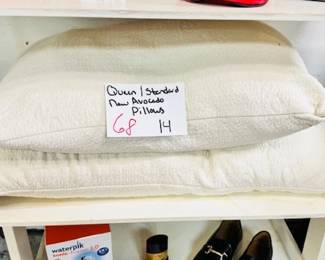 Queen / Standard
New Avocado
Pillows
68 14
waterpik